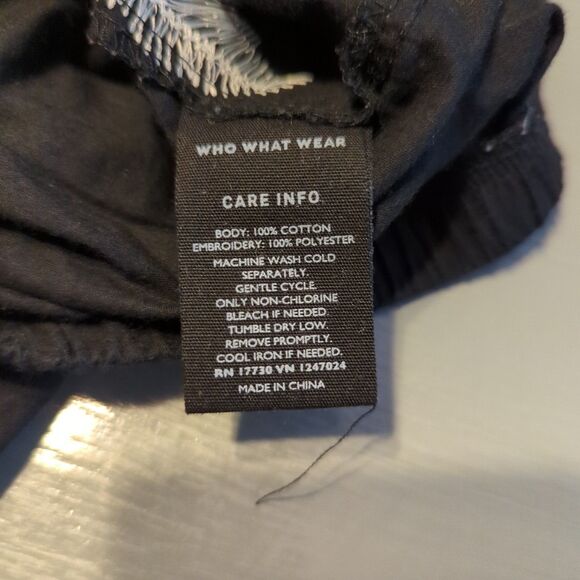 WHO WHAT WEAR
CARE INFO
BODY: 100% COTTON
EMBROIDERY: 100% POLYESTER
MACHINE WASH COLD
SEPARATELY.
GENTLE CYCLE.
ONLY NON-CHLORINE
BLEACH IF NEEDED.
TUMBLE DRY LOW.
REMOVE PROMPTLY.
COOL IRON IF NEEDED.
RN 17730 VN 1247024
MADE IN CHINA